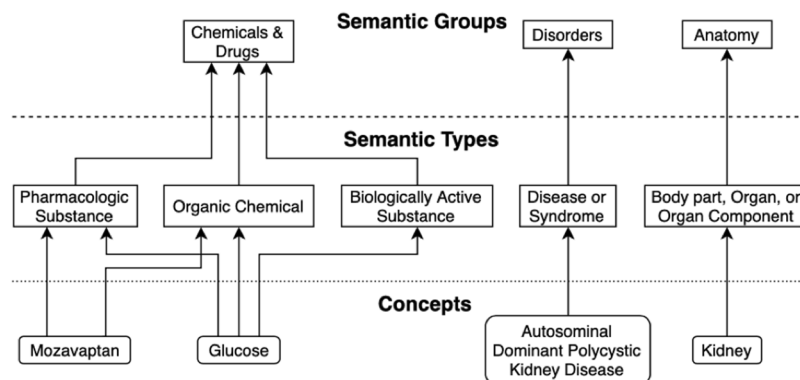 Semantic Groups
Chemicals &
Drugs
Disorders
Anatomy
Semantic Types
Pharmacologic
Substance
Organic Chemical
Biologically Active
Substance
Disease or
Syndrome
Body part, Organ, or
Organ Component
Concepts
Mozavaptan
Glucose
Autosominal
Dominant Polycystic
Kidney Disease
Kidney